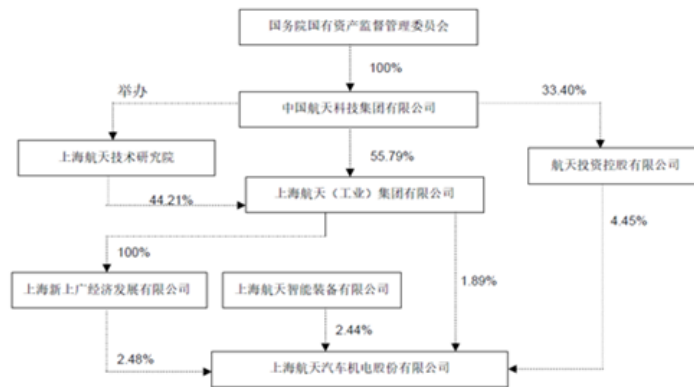 国务院国有资产监督管理委员会
100%
举办
中国航天科技集团有限公司
33.40%
上海航天技术研究院
55.79%
航天投资控股有限公司
44.21%
上海航天（工业）集团有限公司
4.45%
100%
上海新上广经济发展有限公司
上海航天智能装备有限公司
1.89%
2.48%
2.44%
上海航天汽车机电股份有限公司